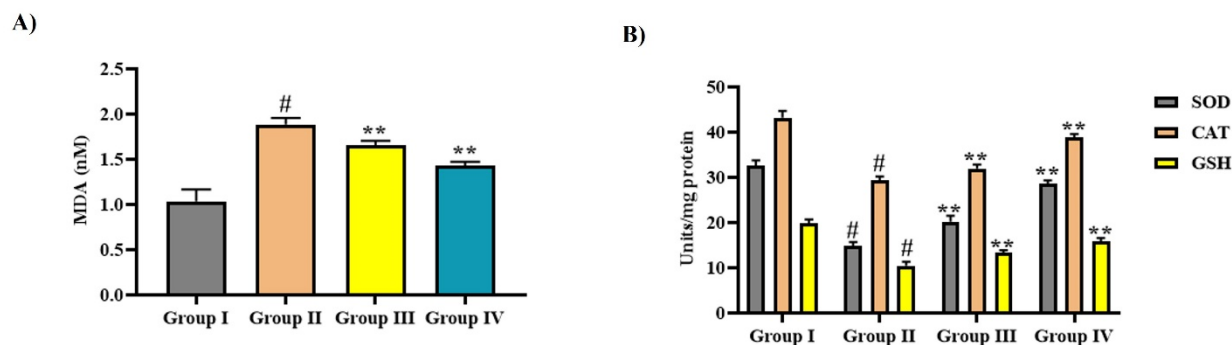 A)
MDA (nM)
2.5
2.0
1.5
1.0
0.5
0.0
#
**
**
Group I Group II Group III Group IV
B)
Units/mg protein
50
40
30
20
10
0
# # #
** ** **
** ** **
Group I Group II Group III Group IV
SOD
CAT
GSH